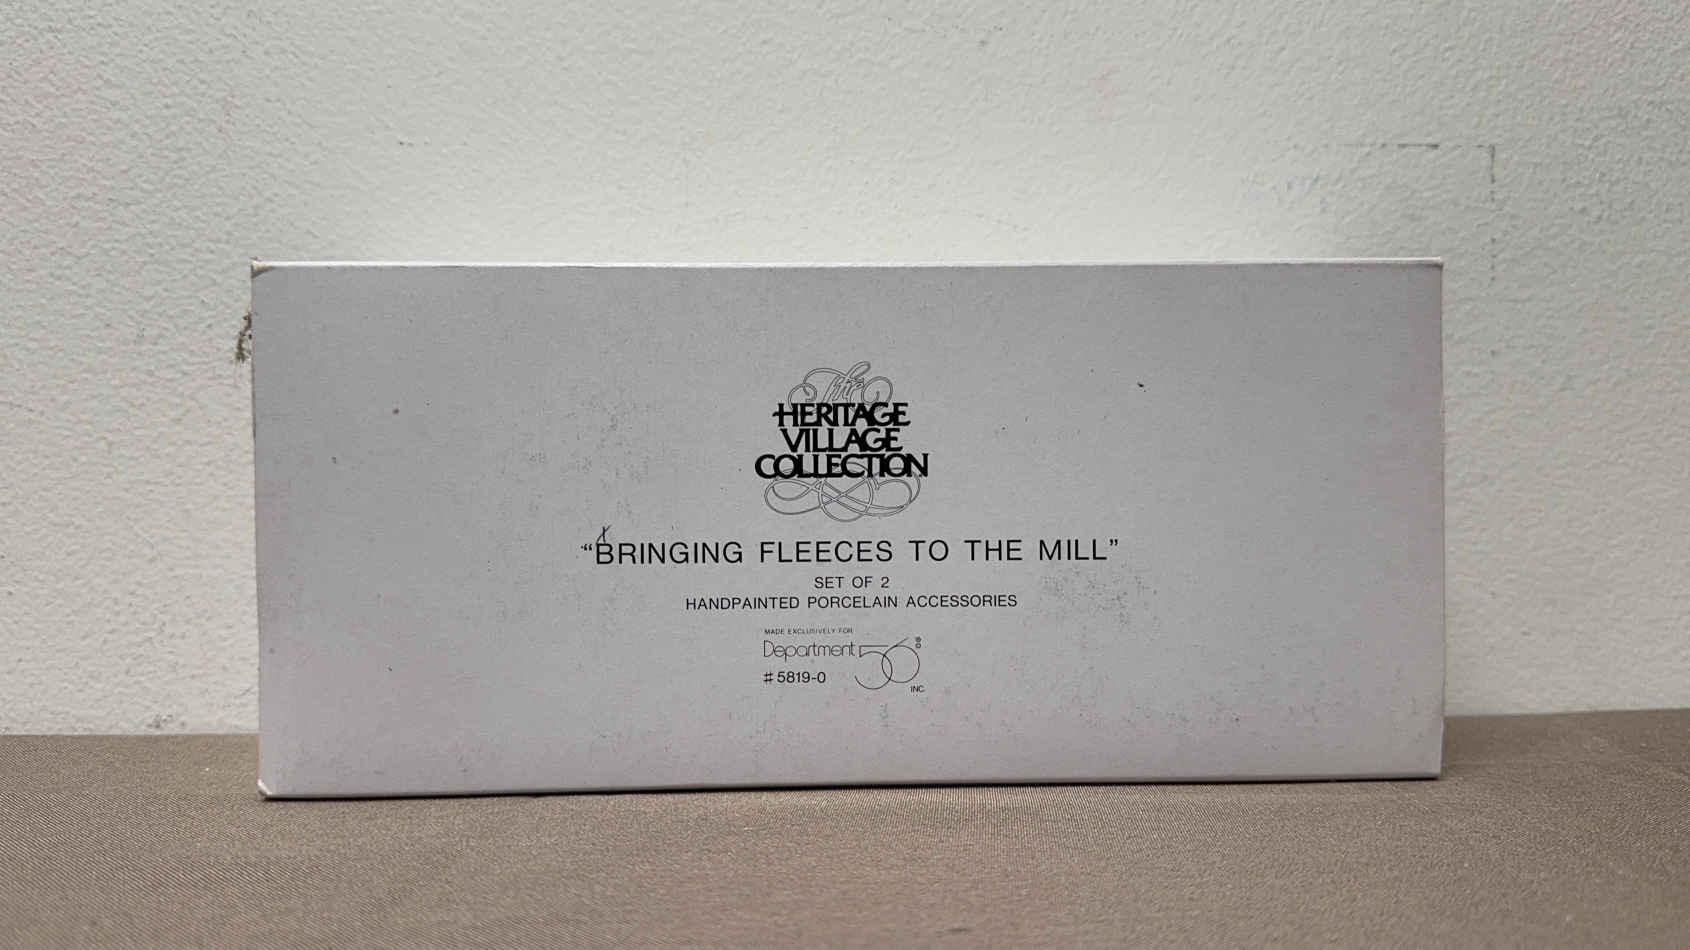 The
HERITAGE
VILLAGE
COLLECTION
“BRINGING FLEECES TO THE MILL”
SET OF 2
HANDPAINTED PORCELAIN ACCESSORIES
MADE EXCLUSIVELY FOR
Department 56®
#5819-0
INC.